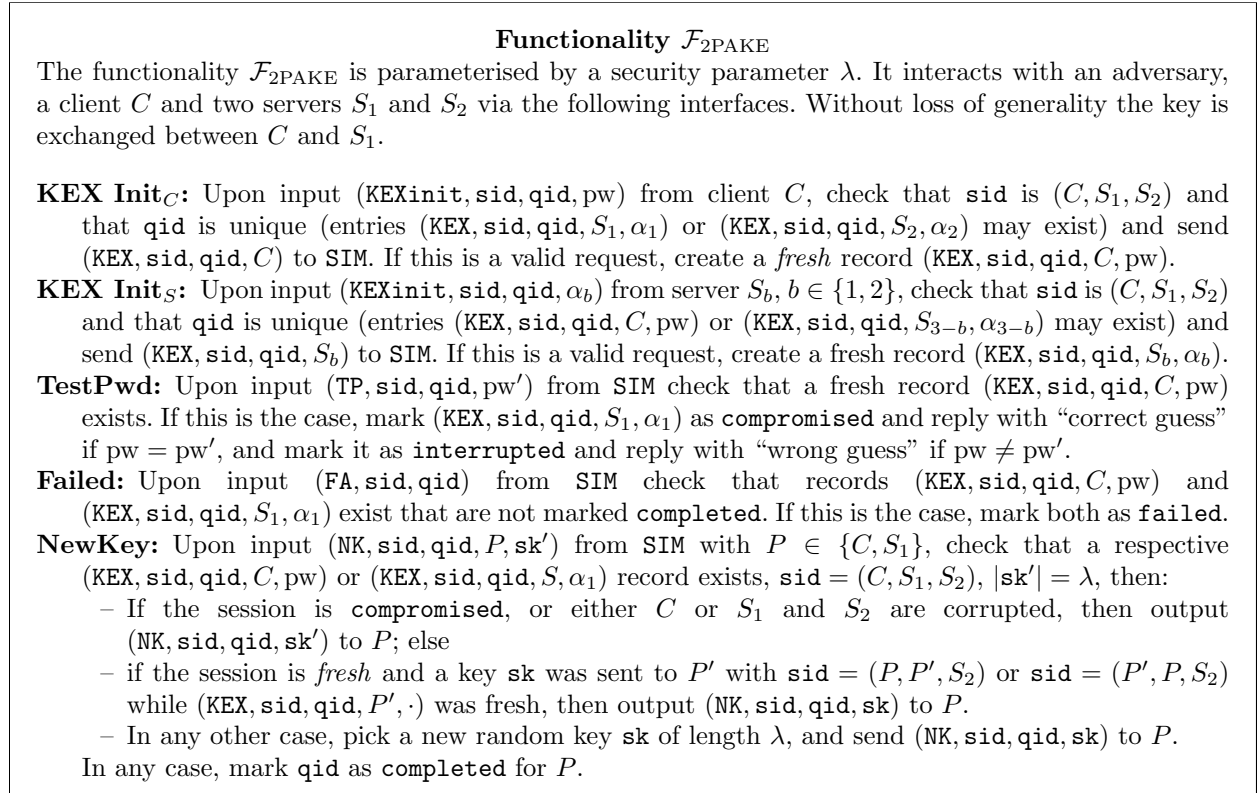 Functionality F2PAKE
The functionality F2PAKE is parameterised by a security parameter λ. It interacts with an adversary,
a client C and two servers S1 and S2 via the following interfaces. Without loss of generality the key is
exchanged between C and S1.
KEX InitC: Upon input (KEXinit, sid, qid, pw) from client C, check that sid is (C, S1, S2) and
that qid is unique (entries (KEX, sid, qid, S1, α1) or (KEX, sid, qid, S2, α2) may exist) and send
(KEX, sid, qid, C) to SIM. If this is a valid request, create a fresh record (KEX, sid, qid, C, pw).
KEX InitS: Upon input (KEXinit, sid, qid, αb) from server Sb, b ∈ {1, 2}, check that sid is (C, S1, S2)
and that qid is unique (entries (KEX, sid, qid, C, pw) or (KEX, sid, qid, S3−b, α3−b) may exist) and
send (KEX, sid, qid, Sb) to SIM. If this is a valid request, create a fresh record (KEX, sid, qid, Sb, αb).
TestPwd: Upon input (TP, sid, qid, pw′) from SIM check that a fresh record (KEX, sid, qid, C, pw)
exists. If this is the case, mark (KEX, sid, qid, S1, α1) as compromised and reply with “correct guess”
if pw = pw′, and mark it as interrupted and reply with “wrong guess” if pw ≠ pw′.
Failed: Upon input (FA, sid, qid) from SIM check that records (KEX, sid, qid, C, pw) and
(KEX, sid, qid, S1, α1) exist that are not marked completed. If this is the case, mark both as failed.
NewKey: Upon input (NK, sid, qid, P, sk′) from SIM with P ∈ {C, S1}, check that a respective
(KEX, sid, qid, C, pw) or (KEX, sid, qid, S, α1) record exists, sid = (C, S1, S2), |sk′| = λ, then:
– If the session is compromised, or either C or S1 and S2 are corrupted, then output
(NK, sid, qid, sk′) to P; else
– if the session is fresh and a key sk was sent to P′ with sid = (P, P′, S2) or sid = (P′, P, S2)
while (KEX, sid, qid, P′, ·) was fresh, then output (NK, sid, qid, sk) to P.
– In any other case, pick a new random key sk of length λ, and send (NK, sid, qid, sk) to P.
In any case, mark qid as completed for P.